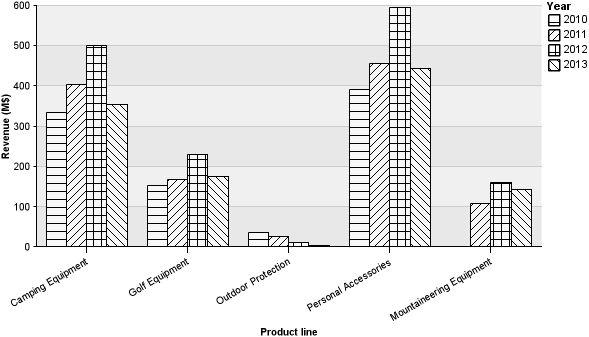 Year
2010
2011
2012
2013
Revenue (M$)
600
500
400
300
200
100
0
Camping Equipment
Golf Equipment
Outdoor Protection
Personal Accessories
Mountaineering Equipment
Product line